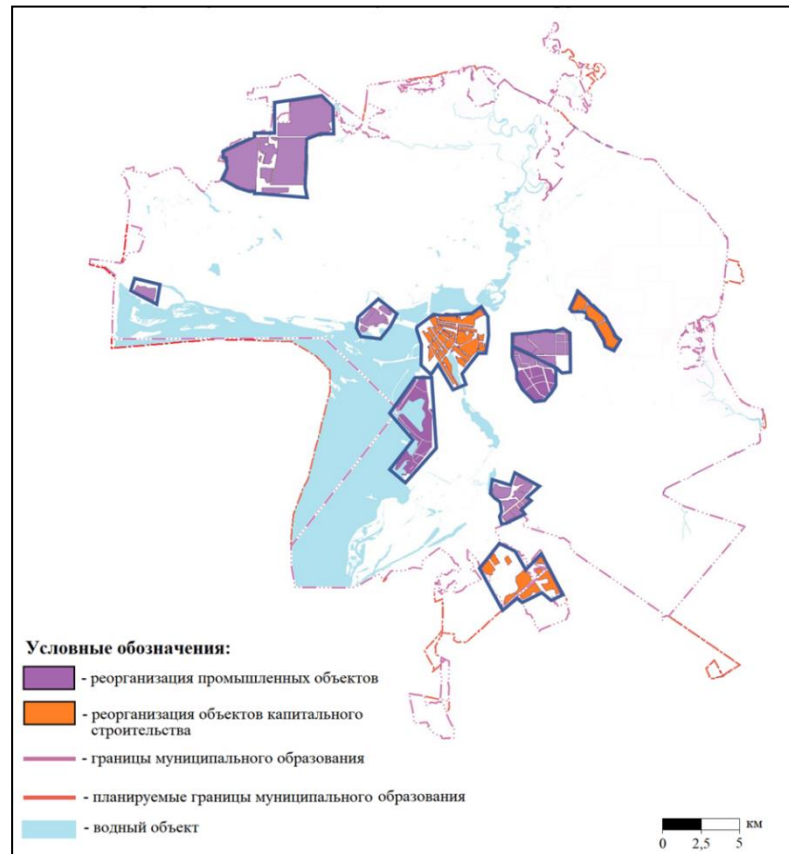 Условные обозначения:
- реорганизация промышленных объектов
- реорганизация объектов капитального
строительства
- границы муниципального образования
- планируемые границы муниципального образования
- водный объект
км
0 2,5 5